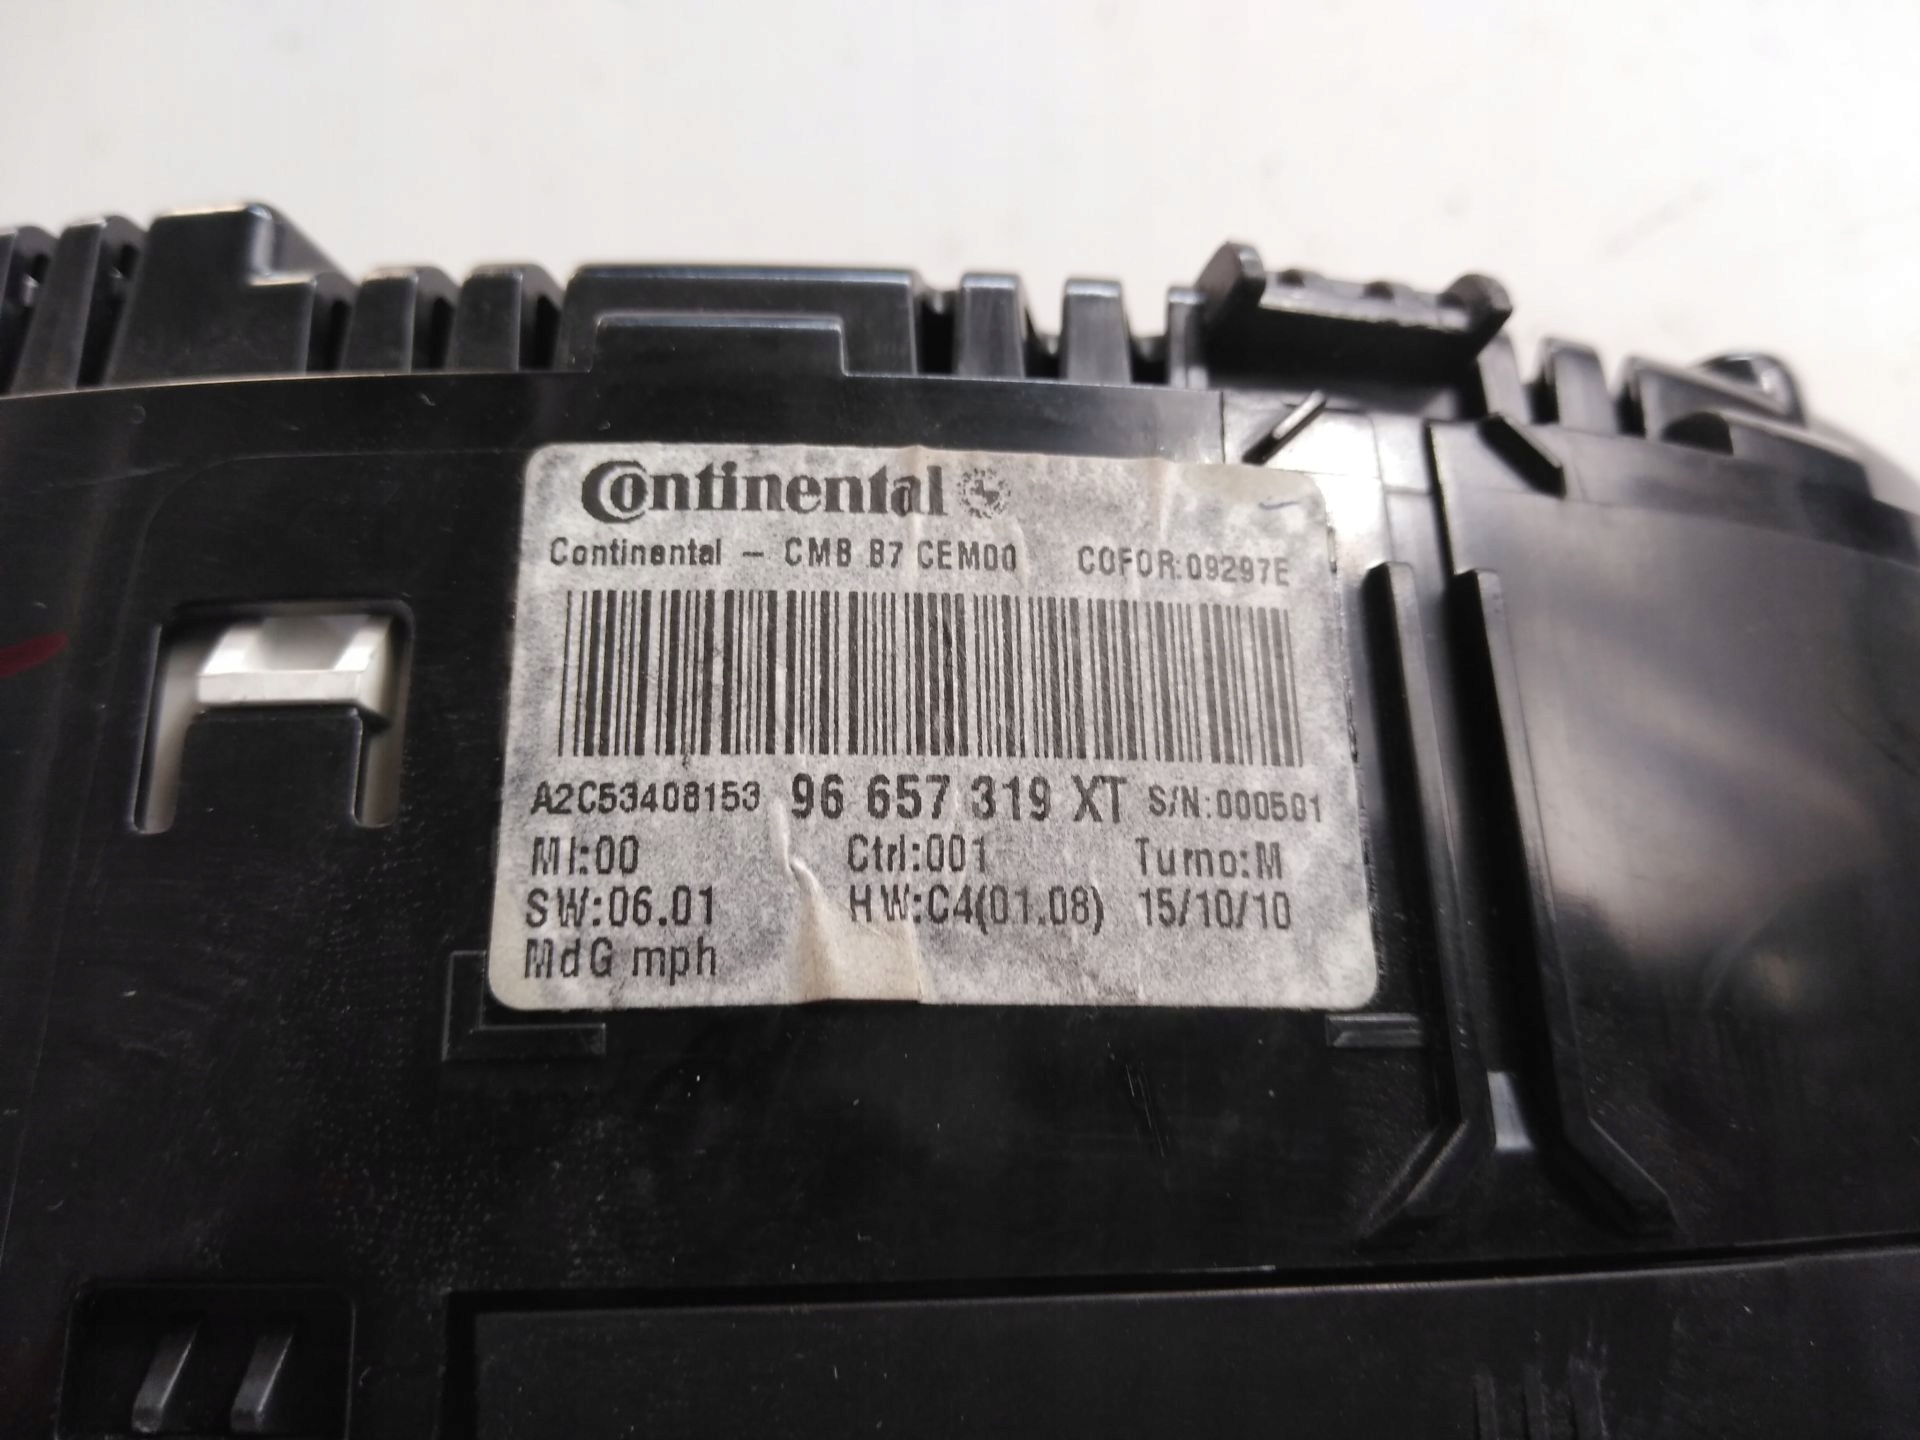 Continental
Continental - CMB B7 CEM00 COFOR:09297E
A2C53408153 96 657 319 XT S/N:000501
MI:00 Ctrl:001 Turno:M
SW:06.01 HW:C4(01.08) 15/10/10
MdG mph